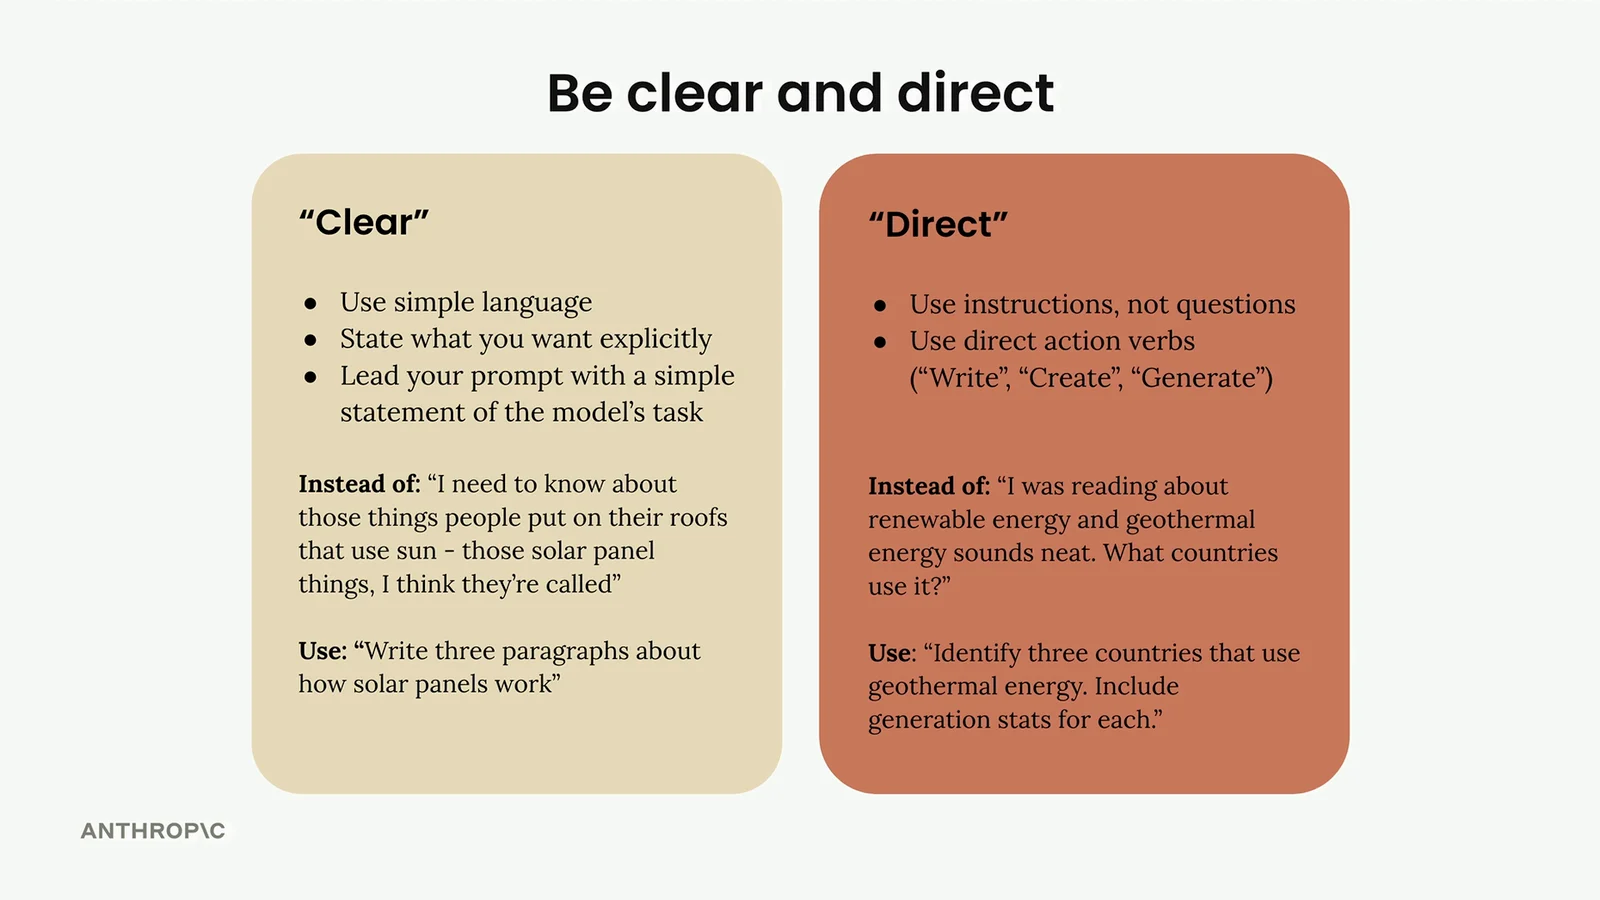 Be clear and direct
“Clear”
● Use simple language
● State what you want explicitly
● Lead your prompt with a simple
statement of the model’s task
Instead of: “I need to know about
those things people put on their roofs
that use sun - those solar panel
things, I think they’re called”
Use: “Write three paragraphs about
how solar panels work”
“Direct”
● Use instructions, not questions
● Use direct action verbs
(“Write”, “Create”, “Generate”)
Instead of: “I was reading about
renewable energy and geothermal
energy sounds neat. What countries
use it?”
Use: “Identify three countries that use
geothermal energy. Include
generation stats for each.”
ANTHROP\C